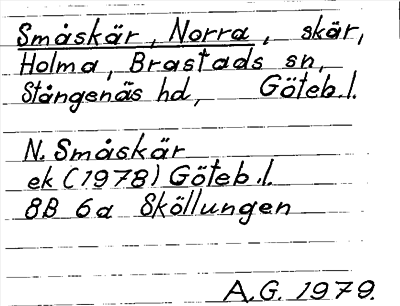 Småskär, Norra, skär,
Holma, Brastads sn,
Stångenäs hd, Göteb.l.
N. Småskär
ek (1978) Göteb.l.
8B 6a Sköllungen
A.G. 1979.